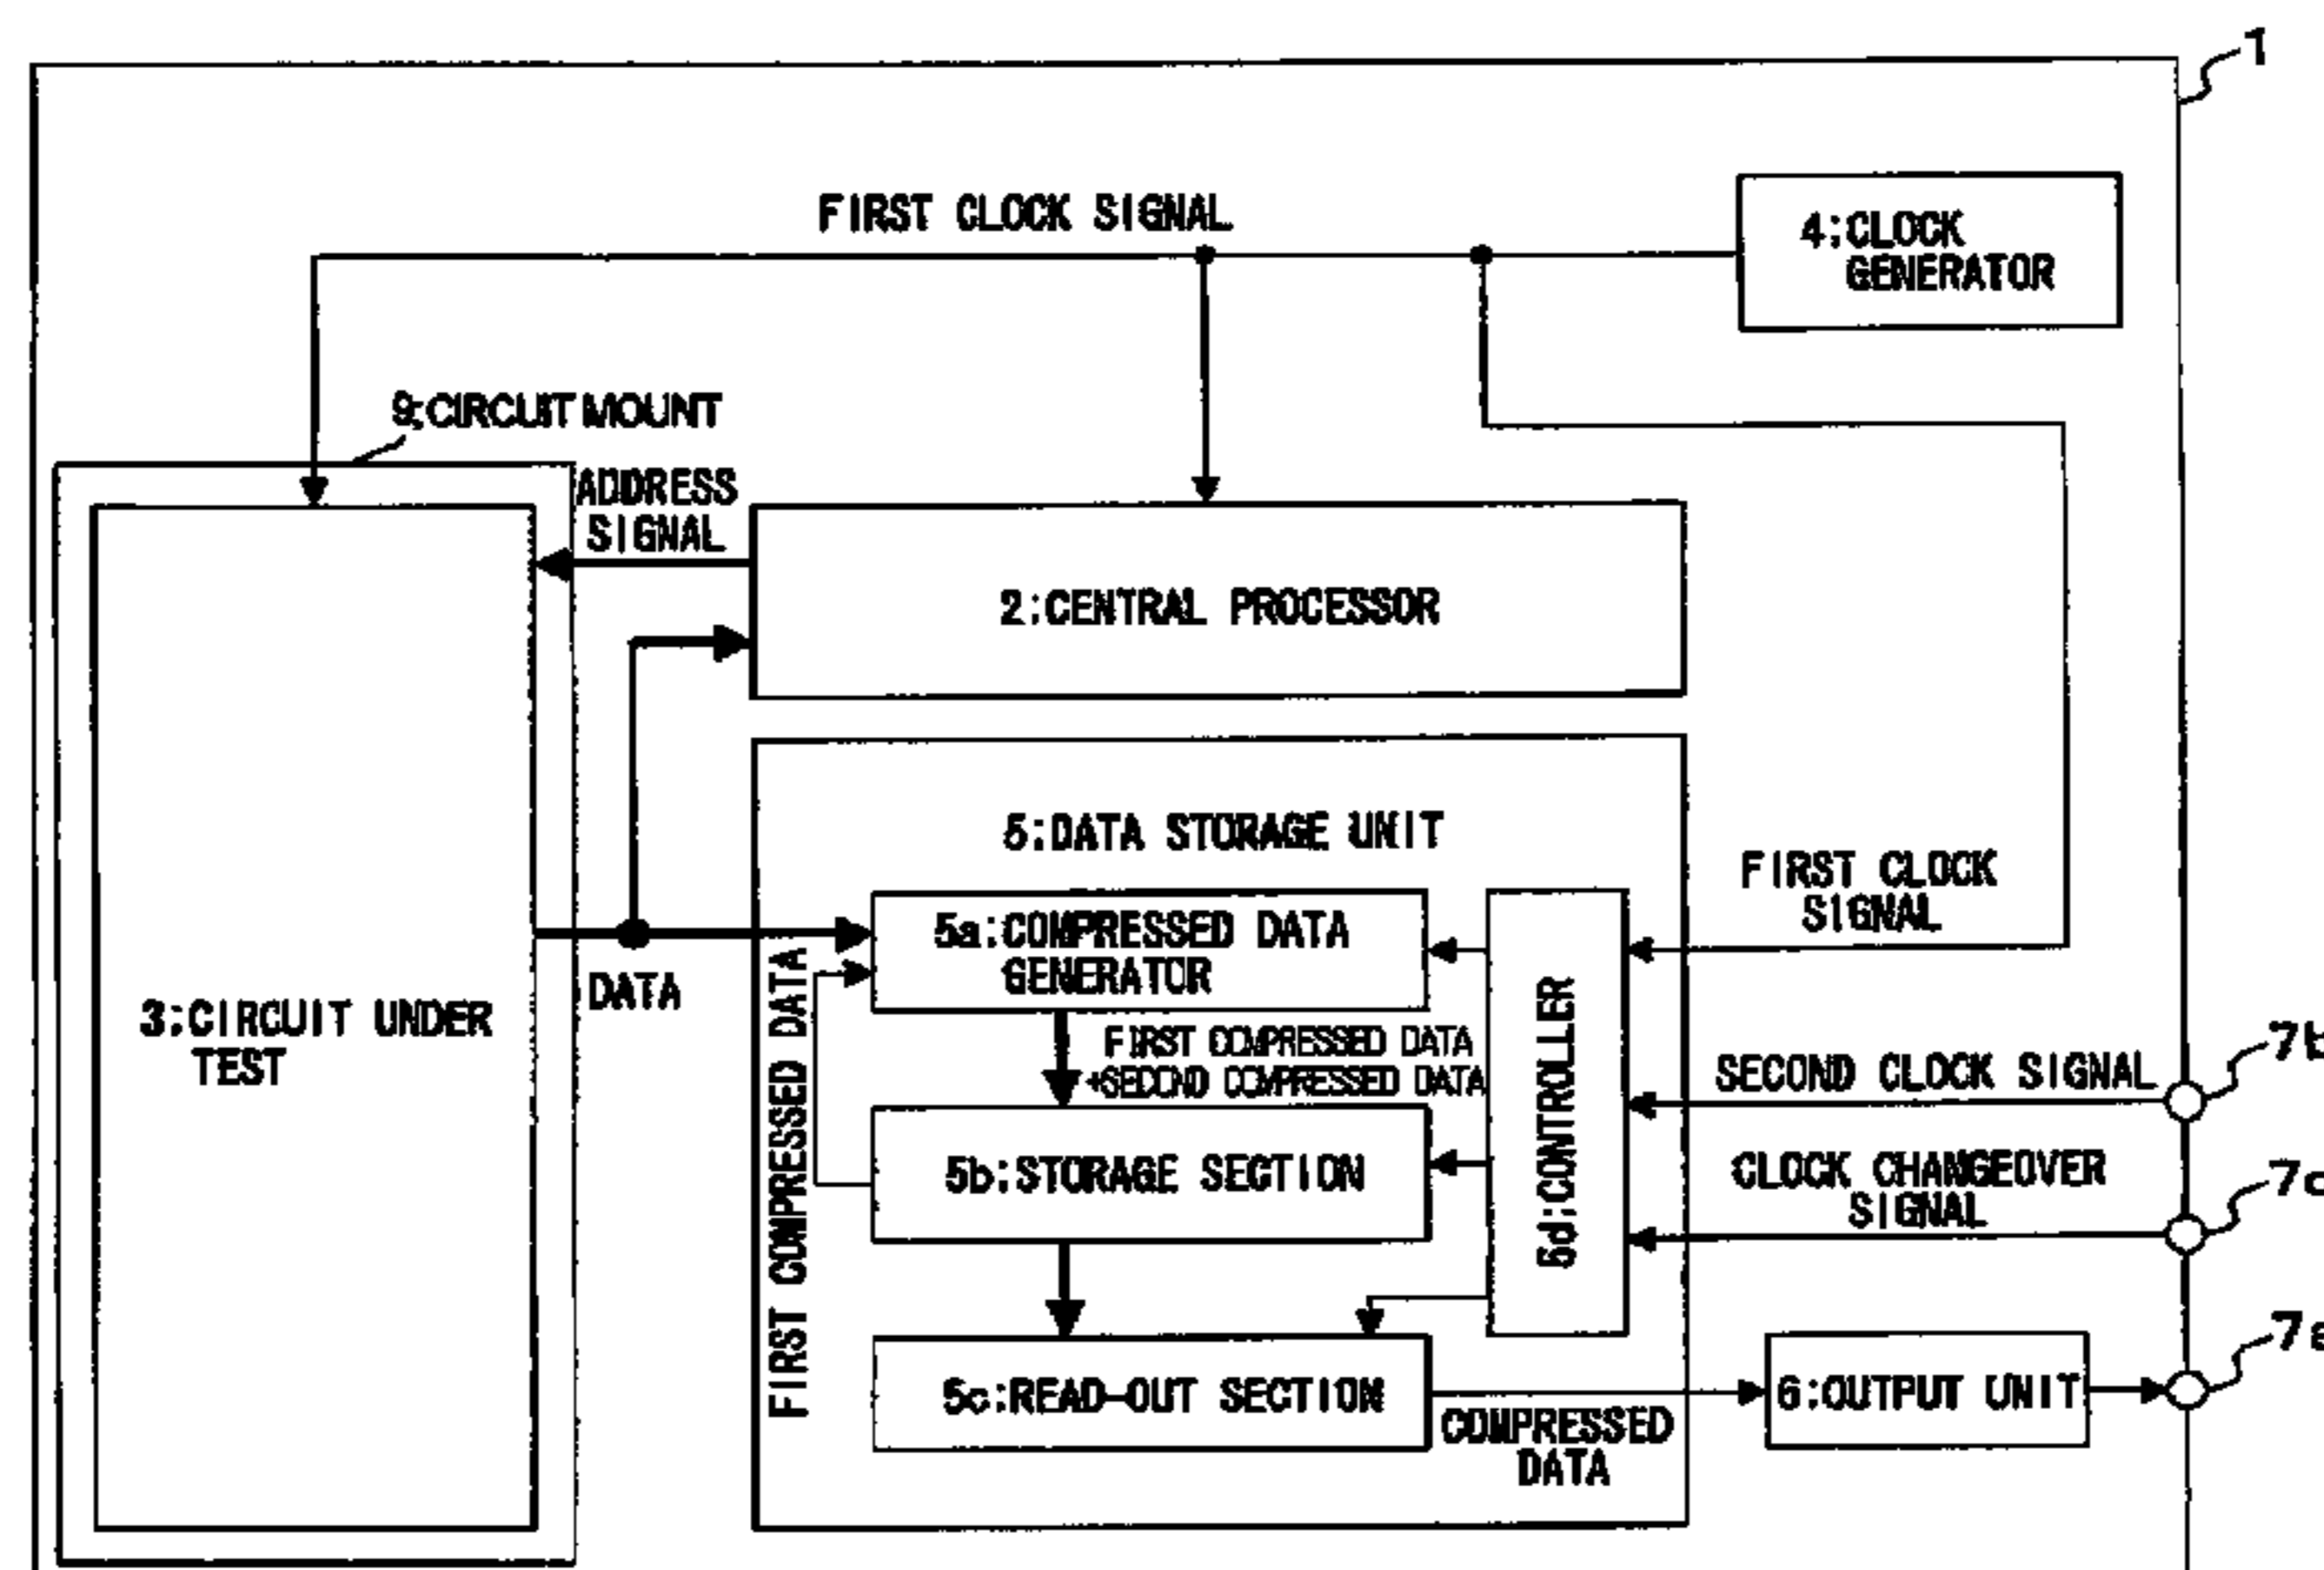 1
FIRST CLOCK SIGNAL
4:CLOCK
GENERATOR
9:CIRCUIT MOUNT
ADDRESS
SIGNAL
2:CENTRAL PROCESSOR
5:DATA STORAGE UNIT
FIRST CLOCK
SIGNAL
5a:COMPRESSED DATA
GENERATOR
DATA
3:CIRCUIT UNDER
TEST
FIRST COMPRESSED DATA
FIRST COMPRESSED DATA
+SECOND COMPRESSED DATA
5d:CONTROLLER
SECOND CLOCK SIGNAL
7b
5b:STORAGE SECTION
CLOCK CHANGEOVER
SIGNAL
7c
5c:READ-OUT SECTION
COMPRESSED
DATA
6:OUTPUT UNIT
7a